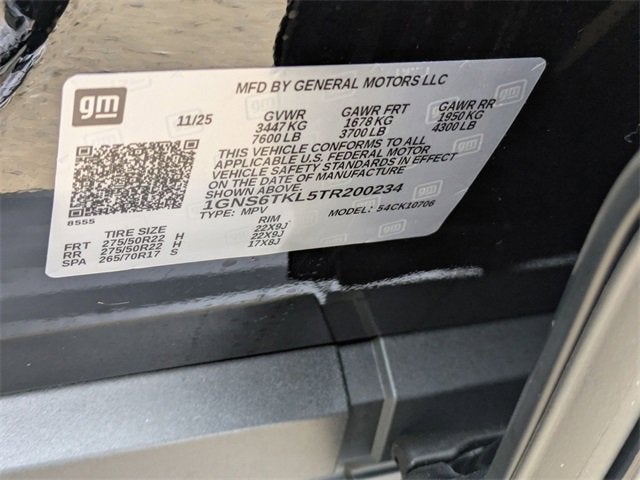 MFD BY GENERAL MOTORS LLC
gm
11/25 GVWR GAWR FRT GAWR RR
3447 KG 1678 KG 1950 KG
7600 LB 3700 LB 4300 LB
THIS VEHICLE CONFORMS TO ALL
APPLICABLE U.S. FEDERAL MOTOR
VEHICLE SAFETY STANDARDS IN EFFECT
ON THE DATE OF MANUFACTURE
SHOWN ABOVE.
1GNS6TKL5TR200234
8555 TYPE: MPV MODEL: 54CK10706
TIRE SIZE RIM
FRT 275/50R22 H 22X9J
RR 275/50R22 H 22X9J
SPA 265/70R17 S 17X8J